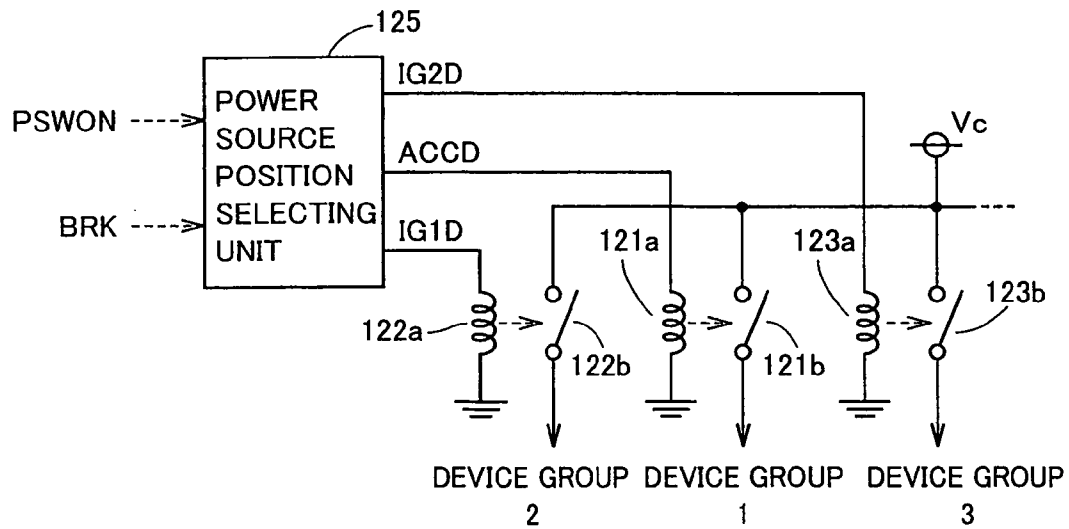 125
IG2D
PSWON
POWER
SOURCE
POSITION
SELECTING
UNIT
ACCD
Vc
BRK
IG1D
121a
123a
123b
122a
122b
121b
DEVICE GROUP
2
DEVICE GROUP
1
DEVICE GROUP
3